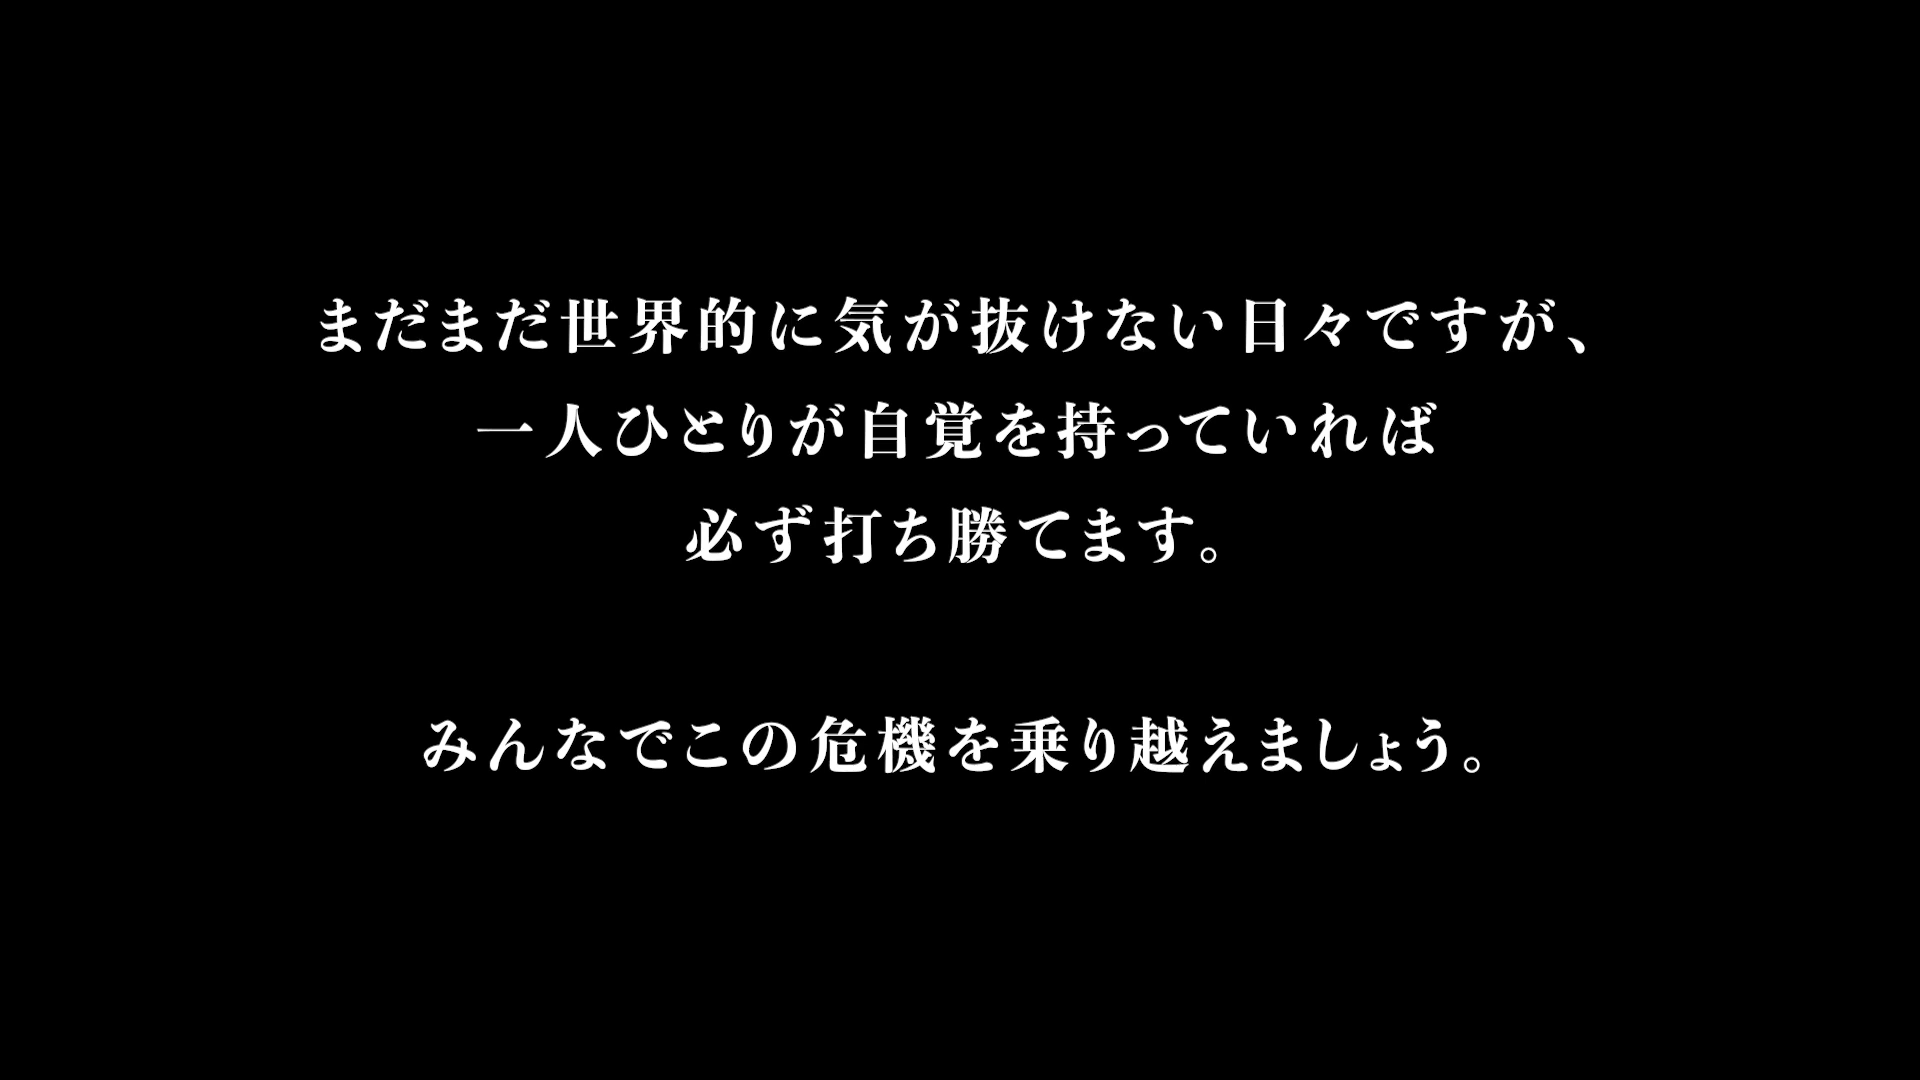 まだまだ世界的に気が抜けない日々ですが、
一人ひとりが自覚を持っていれば
必ず打ち勝てます。
みんなでこの危機を乗り越えましょう。